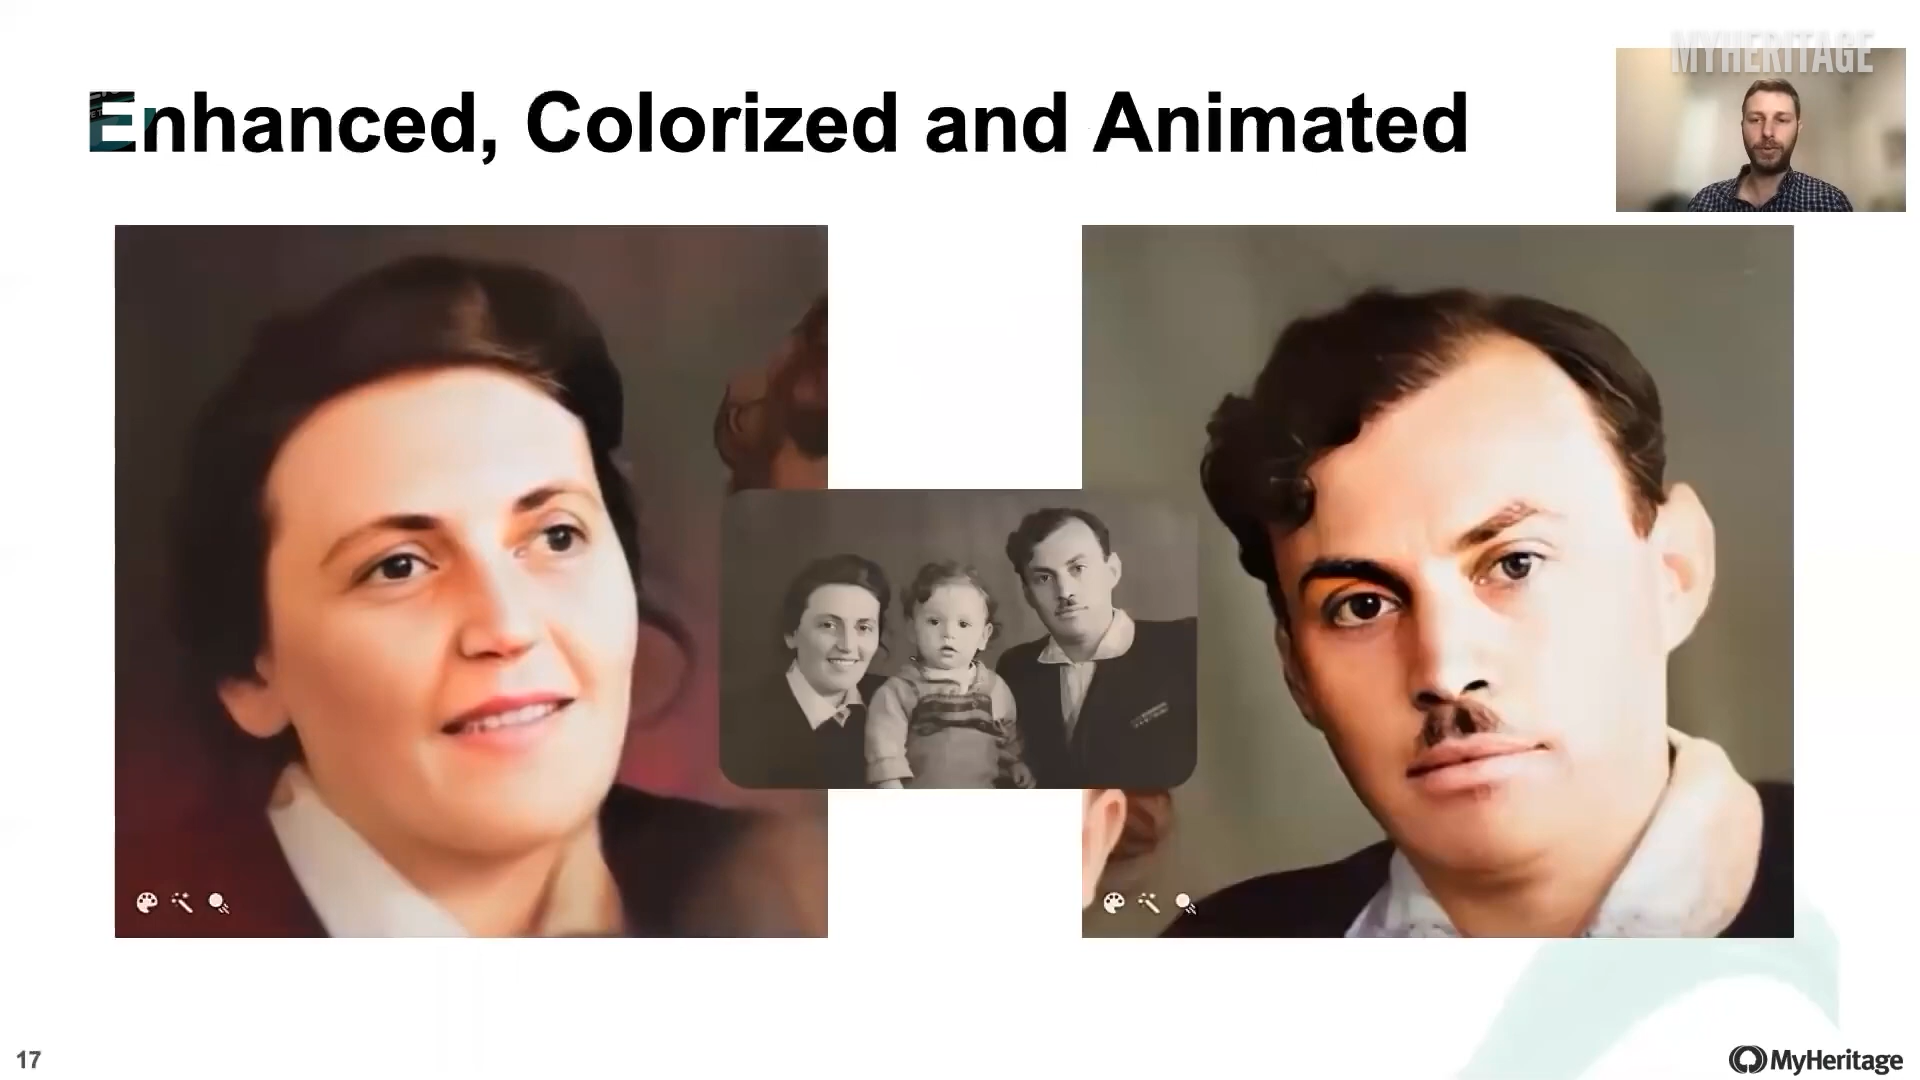 MYHERITAGE
Enhanced, Colorized and Animated
17
MyHeritage